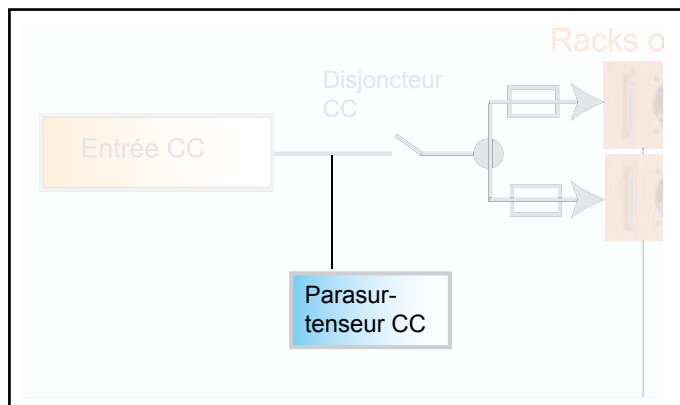 Racks o
Disjoncteur
CC
Entrée CC
Parasur-
tenseur CC